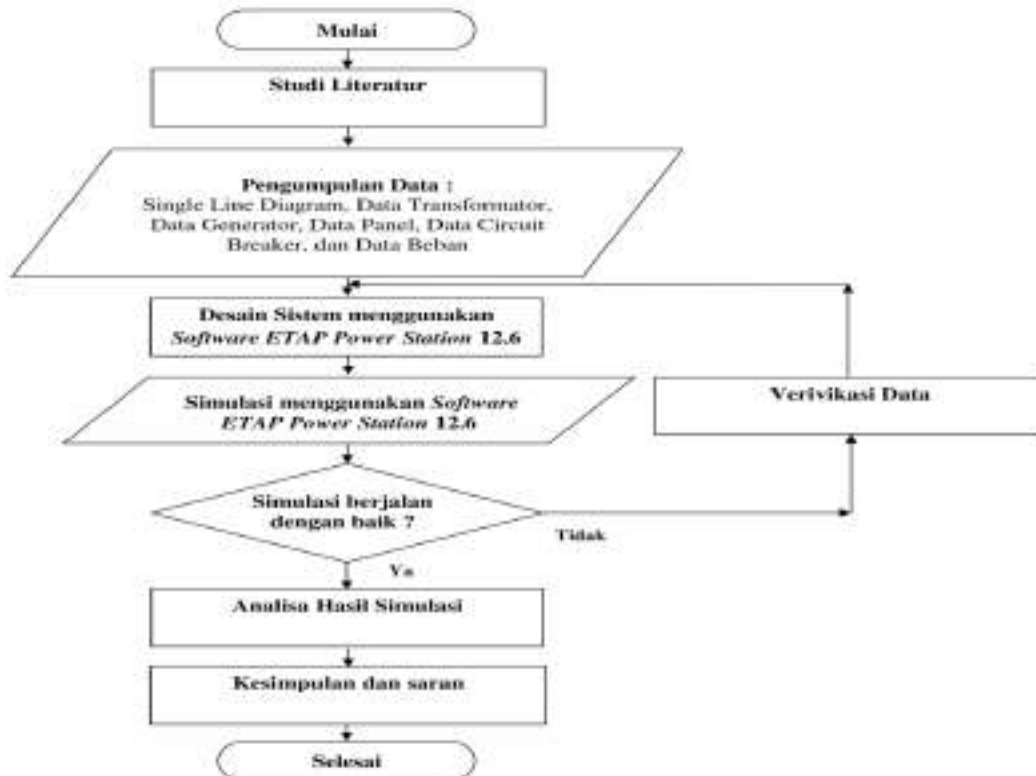 Mulai
Studi Literatur
Pengumpulan Data :
Single Line Diagram, Data Transformator,
Data Generator, Data Panel, Data Circuit
Breaker, dan Data Beban
Desain Sistem menggunakan
Software ETAP Power Station 12.6
Simulasi menggunakan Software
ETAP Power Station 12.6
Verivikasi Data
Simulasi berjalan
dengan baik ?
Tidak
Ya
Analisa Hasil Simulasi
Kesimpulan dan saran
Selesai